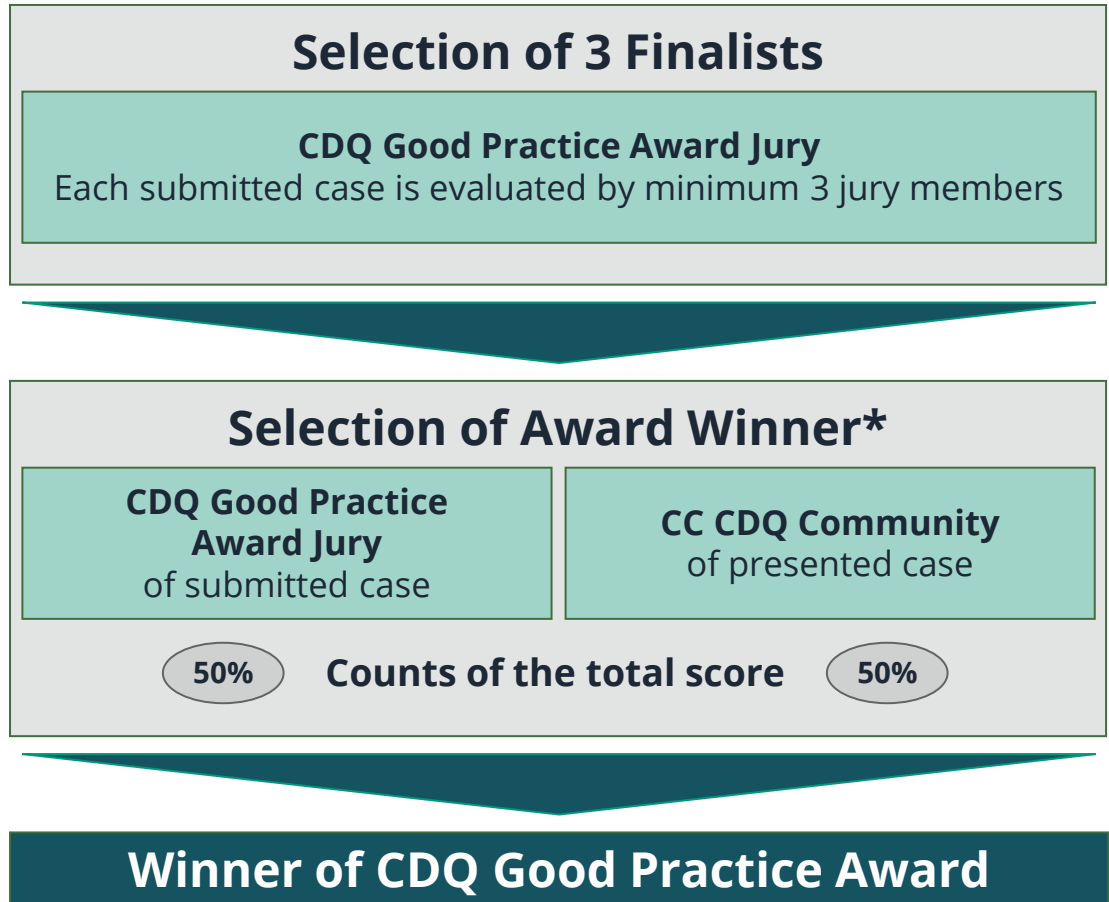 Selection of 3 Finalists
CDQ Good Practice Award Jury
Each submitted case is evaluated by minimum 3 jury members
Selection of Award Winner*
CDQ Good Practice
Award Jury
of submitted case
CC CDQ Community
of presented case
50%
Counts of the total score
50%
Winner of CDQ Good Practice Award